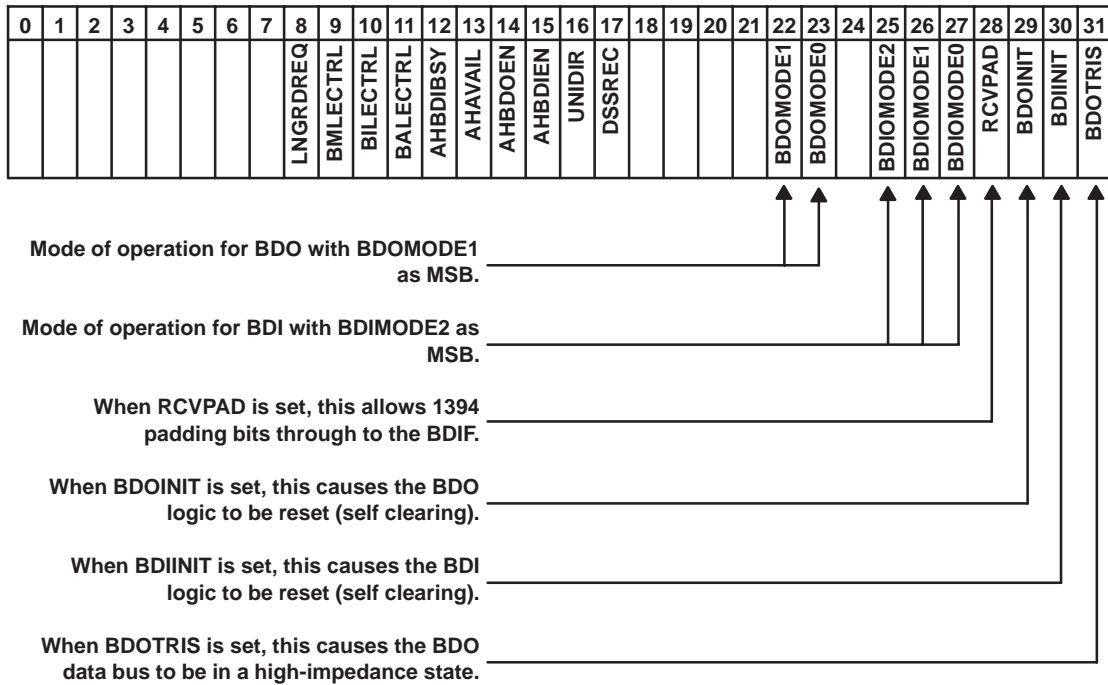 0 1 2 3 4 5 6 7 8 9 10 11 12 13 14 15 16 17 18 19 20 21 22 23 24 25 26 27 28 29 30 31
LNGRDREQ
BMLECTRL
BILECTRL
BALECTRL
AHBDIBSY
AHAVAIL
AHBDOEN
AHBDIEN
UNIDIR
DSSREC
BDOMODE1
BDOMODE0
BDIOMODE2
BDIOMODE1
BDIOMODE0
RCVPAD
BDOINIT
BDIINIT
BDOTRIS
Mode of operation for BDO with BDOMODE1
as MSB.
Mode of operation for BDI with BDIMODE2 as
MSB.
When RCVPAD is set, this allows 1394
padding bits through to the BDIF.
When BDOINIT is set, this causes the BDO
logic to be reset (self clearing).
When BDIINIT is set, this causes the BDI
logic to be reset (self clearing).
When BDOTRIS is set, this causes the BDO
data bus to be in a high-impedance state.